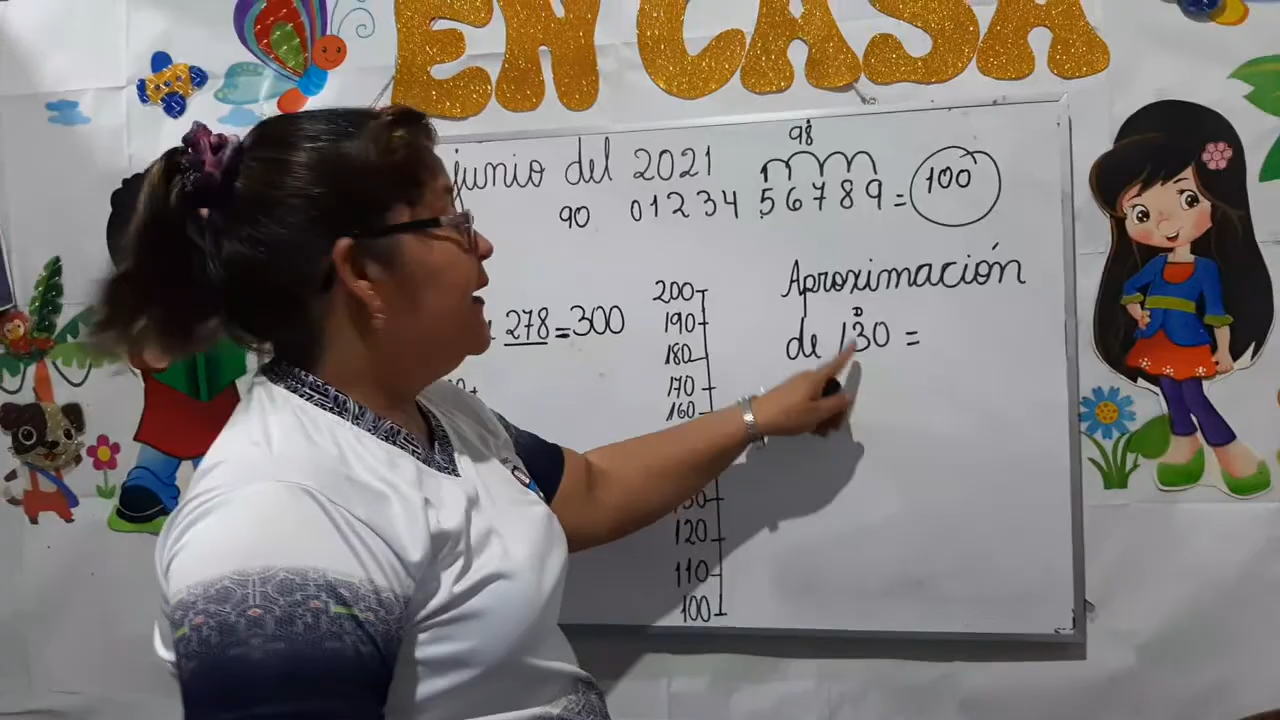 EN CASA
junio del 2021
98
90 0 1 2 3 4 5 6 7 8 9 = 100
278 = 300
Aproximación
de 130 =
D
200
190
180
170
160
120
110
100